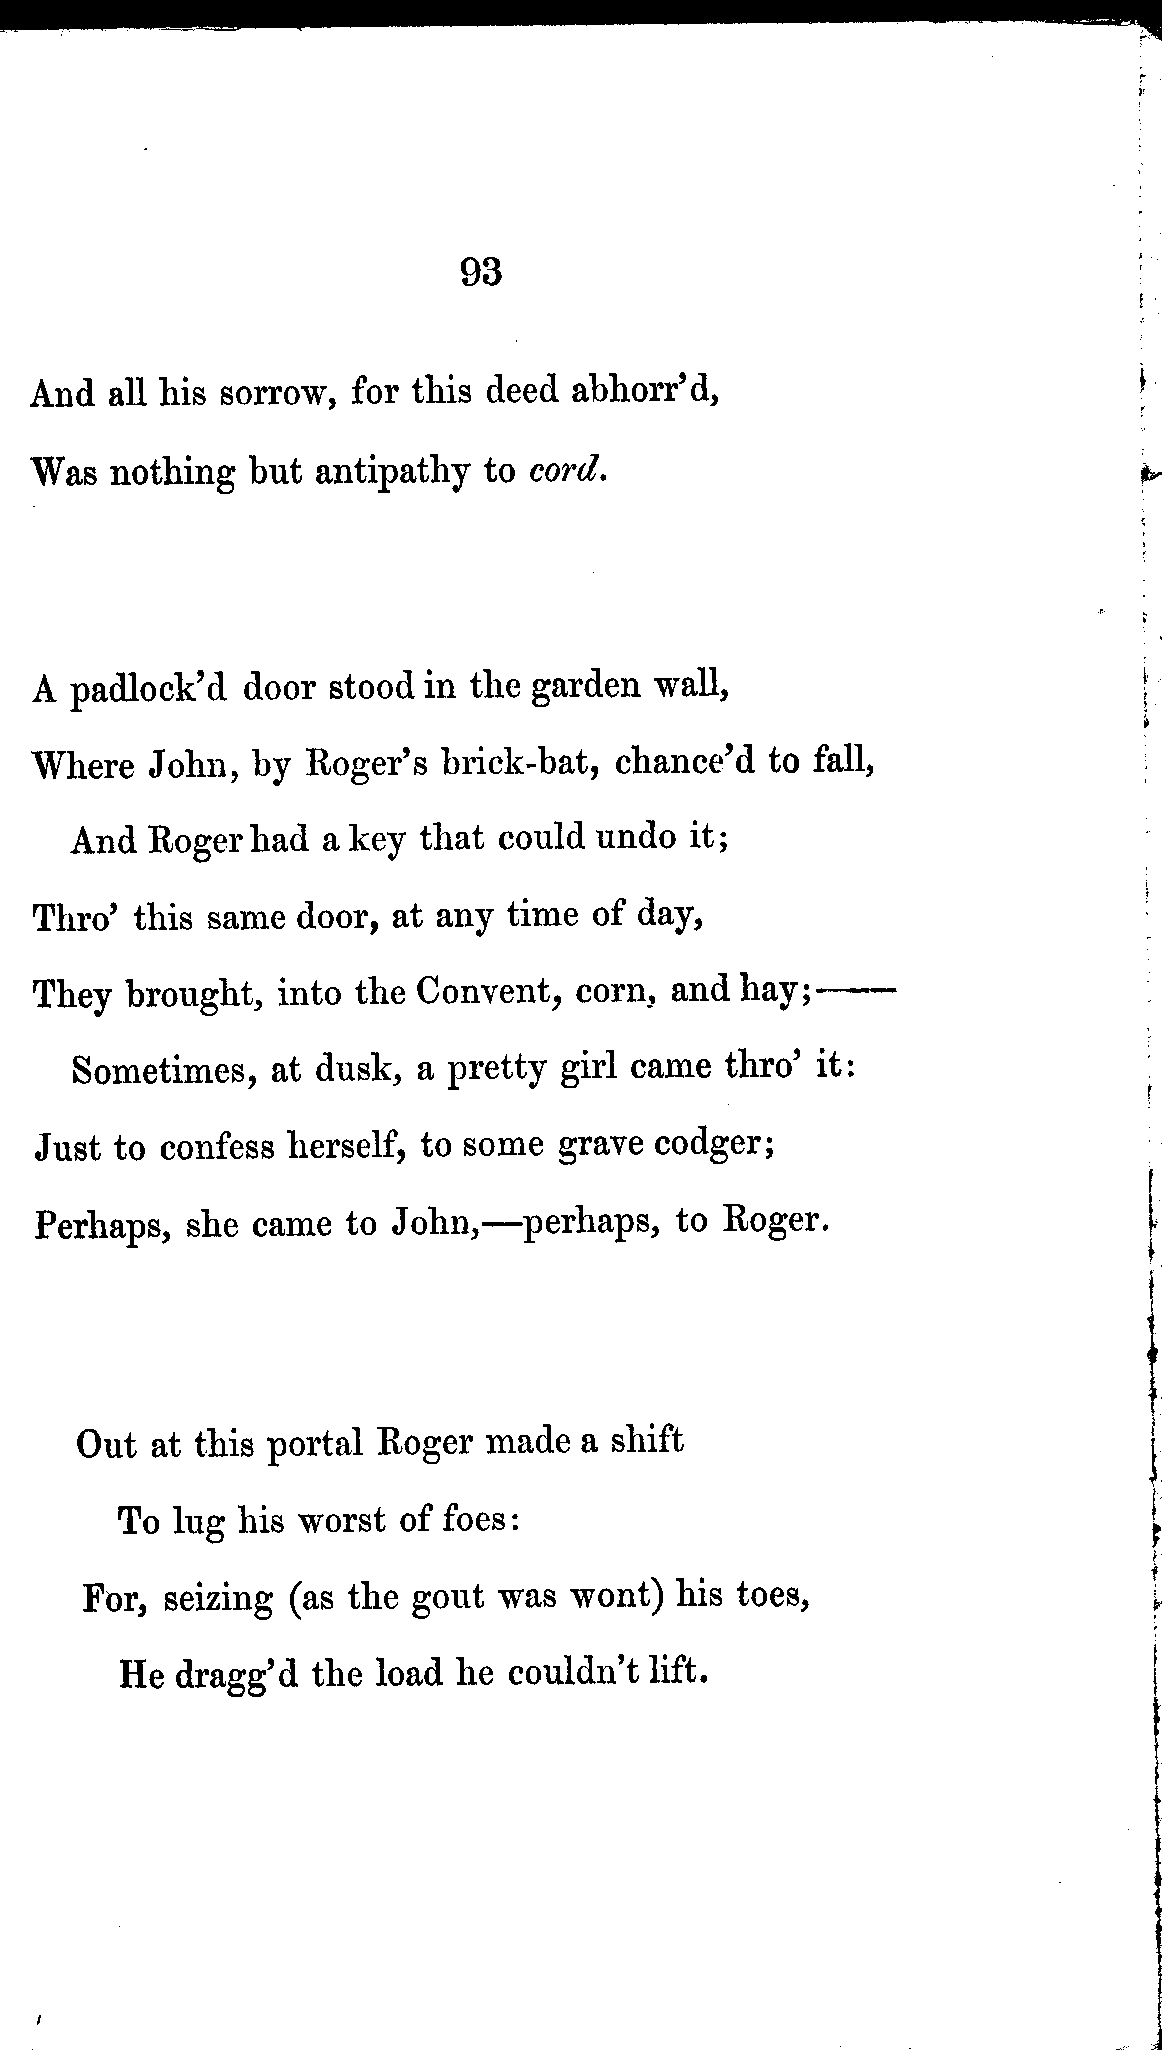 93
And all his sorrow, for this deed abhorr'd,
Was nothing but antipathy to cord.
A padlock'd door stood in the garden wall,
Where John, by Roger's brick-bat, chance'd to fall,
And Roger had a key that could undo it;
Thro' this same door, at any time of day,
They brought, into the Convent, corn, and hay;——
Sometimes, at dusk, a pretty girl came thro' it:
Just to confess herself, to some grave codger;
Perhaps, she came to John,—perhaps, to Roger.
Out at this portal Roger made a shift
To lug his worst of foes:
For, seizing (as the gout was wont) his toes,
He dragg'd the load he couldn't lift.